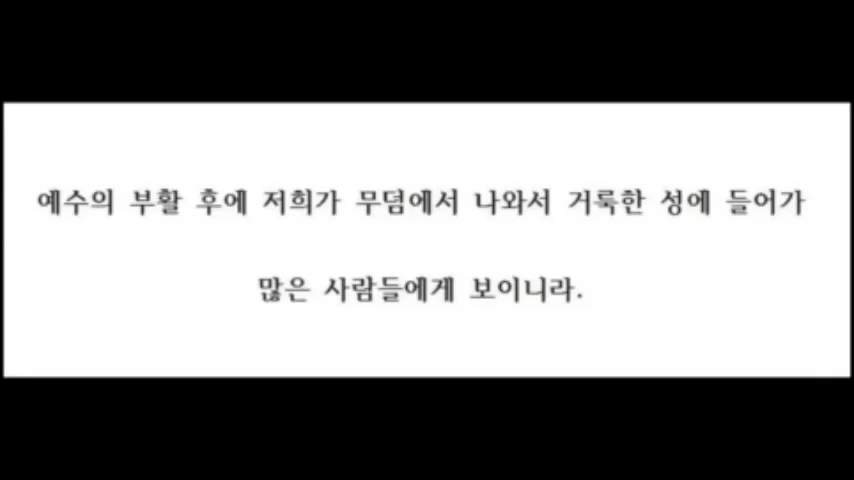 예수의 부활 후에 저희가 무덤에서 나와서 거룩한 성에 들어가
많은 사람들에게 보이니라.